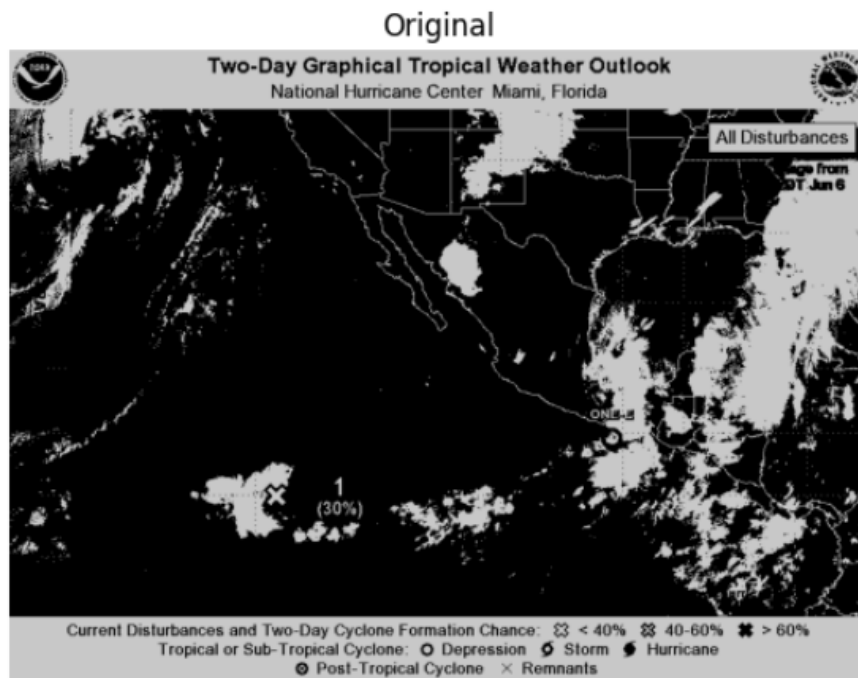 Original
Two-Day Graphical Tropical Weather Outlook
National Hurricane Center Miami, Florida
All Disturbances
from
Jun 6
1
(30%)
Current Disturbances and Two-Day Cyclone Formation Chance: < 40% 40-60% > 60%
Tropical or Sub-Tropical Cyclone: Depression Storm Hurricane
Post-Tropical Cyclone Remnants